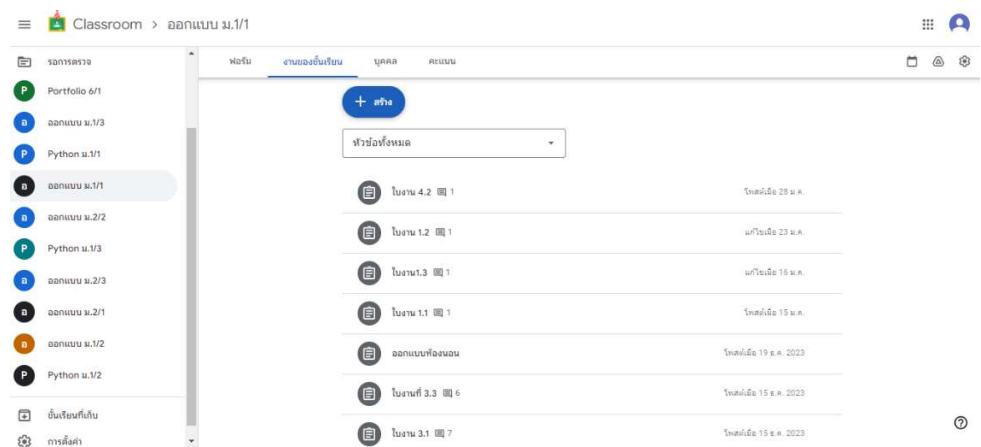 Classroom > ออกแบบ ม.1/1
รอการตรวจ
P Portfolio 6/1
อ ออกแบบ ม.1/3
P Python ม.1/1
อ ออกแบบ ม.1/1
อ ออกแบบ ม.2/2
P Python ม.1/3
อ ออกแบบ ม.2/3
อ ออกแบบ ม.2/1
อ ออกแบบ ม.1/2
P Python ม.1/2
ชั้นเรียนที่เก็บ
การตั้งค่า
ฟอรัม งานของชั้นเรียน บุคคล คะแนน
+ สร้าง
หัวข้อทั้งหมด
ใบงาน 4.2 1 โพสต์เมื่อ 28 ม.ค.
ใบงาน 1.2 1 แก้ไขเมื่อ 23 ม.ค.
ใบงาน1.3 1 แก้ไขเมื่อ 16 ม.ค.
ใบงาน 1.1 1 โพสต์เมื่อ 15 ม.ค.
ออกแบบห้องนอน โพสต์เมื่อ 19 ธ.ค. 2023
ใบงานที่ 3.3 6 โพสต์เมื่อ 15 ธ.ค. 2023
ใบงาน 3.1 7 โพสต์เมื่อ 15 ธ.ค. 2023